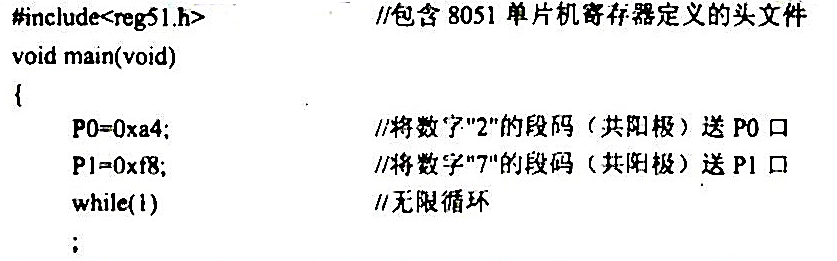 #include<reg51.h> //包含 8051 单片机寄存器定义的头文件
void main(void)
{
P0=0xa4; //将数字"2"的段码（共阳极）送 P0 口
P1=0xf8; //将数字"7"的段码（共阳极）送 P1 口
while(1) //无限循环
;